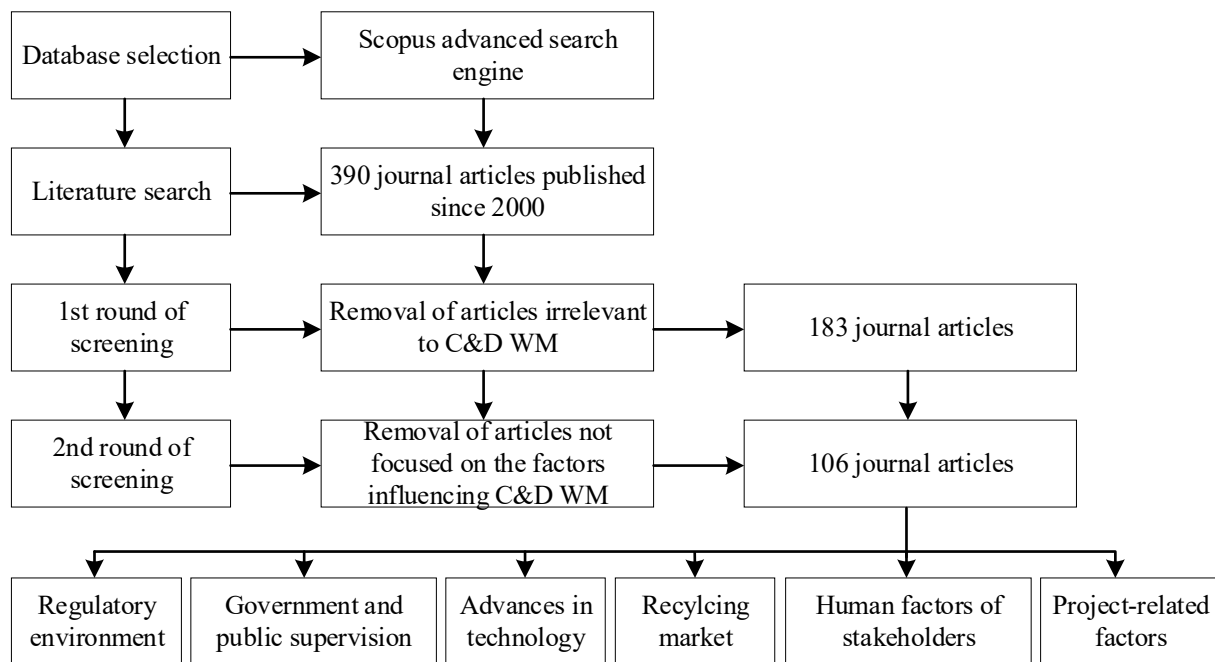 Database selection
Scopus advanced search
engine
Literature search
390 journal articles published
since 2000
1st round of
screening
Removal of articles irrelevant
to C&D WM
183 journal articles
2nd round of
screening
Removal of articles not
focused on the factors
influencing C&D WM
106 journal articles
Regulatory
environment
Government and
public supervision
Advances in
technology
Recylcing
market
Human factors of
stakeholders
Project-related
factors